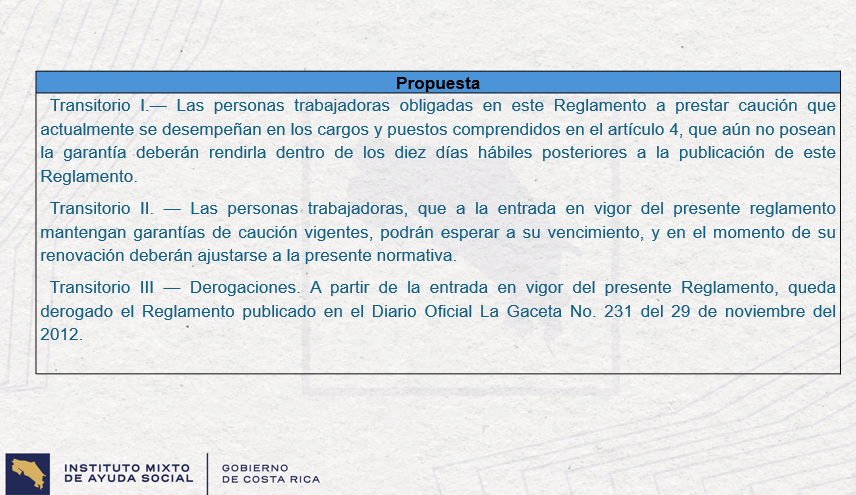 Propuesta
Transitorio I.— Las personas trabajadoras obligadas en este Reglamento a prestar caución que
actualmente se desempeñan en los cargos y puestos comprendidos en el artículo 4, que aún no posean
la garantía deberán rendirla dentro de los diez días hábiles posteriores a la publicación de este
Reglamento.
Transitorio II. — Las personas trabajadoras, que a la entrada en vigor del presente reglamento
mantengan garantías de caución vigentes, podrán esperar a su vencimiento, y en el momento de su
renovación deberán ajustarse a la presente normativa.
Transitorio III — Derogaciones. A partir de la entrada en vigor del presente Reglamento, queda
derogado el Reglamento publicado en el Diario Oficial La Gaceta No. 231 del 29 de noviembre del
2012.
INSTITUTO MIXTO
DE AYUDA SOCIAL
GOBIERNO
DE COSTA RICA